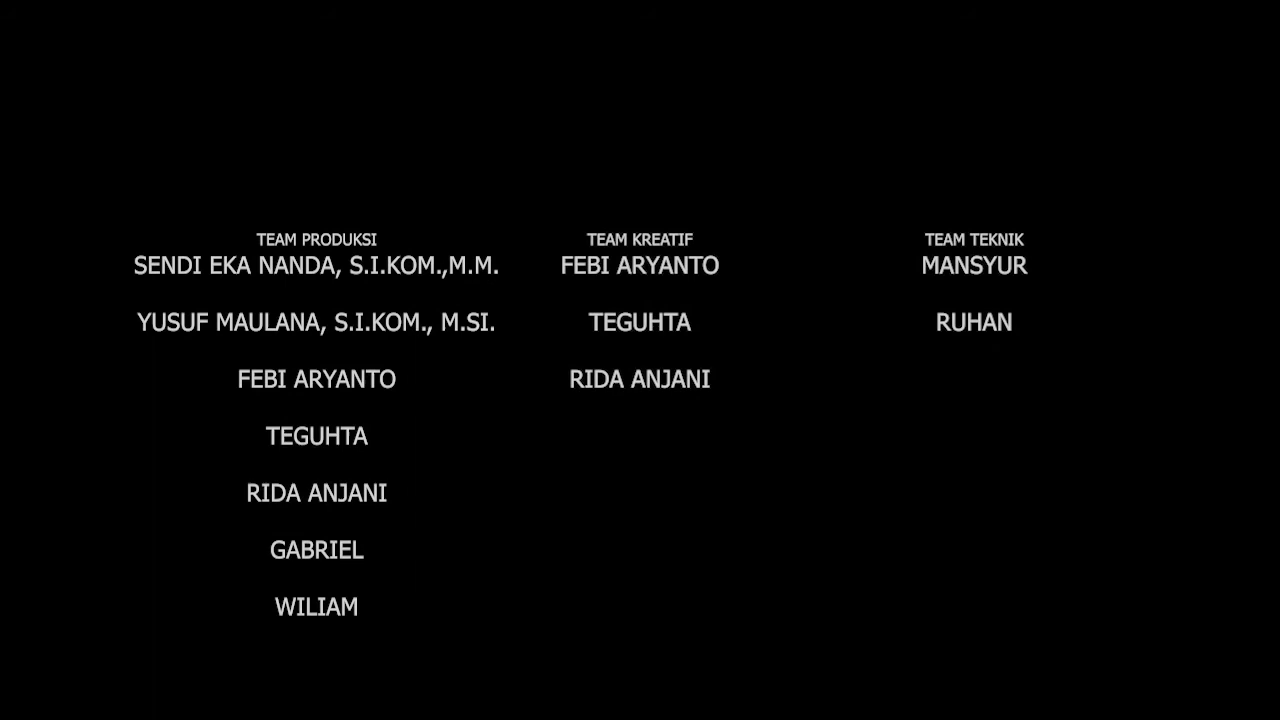 TEAM PRODUKSI
SENDI EKA NANDA, S.I.KOM.,M.M.
YUSUF MAULANA, S.I.KOM., M.SI.
FEBI ARYANTO
TEGUHTA
RIDA ANJANI
GABRIEL
WILIAM
TEAM KREATIF
FEBI ARYANTO
TEGUHTA
RIDA ANJANI
TEAM TEKNIK
MANSYUR
RUHAN